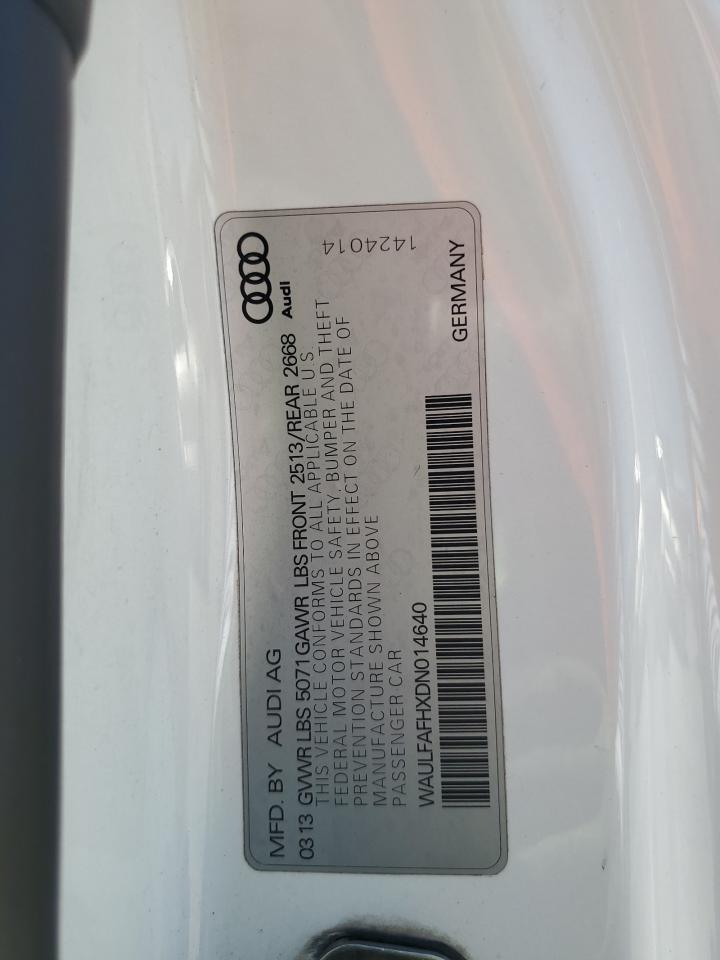 MFD. BY AUDI AG
Audi
0313 GVWR LBS 5071 GAWR LBS FRONT 2513/REAR 2668
THIS VEHICLE CONFORMS TO ALL APPLICABLE U.S.
FEDERAL MOTOR VEHICLE SAFETY, BUMPER AND THEFT
PREVENTION STANDARDS IN EFFECT ON THE DATE OF
MANUFACTURE SHOWN ABOVE
PASSENGER CAR
1424014
WAULFAFHXDN014640
GERMANY